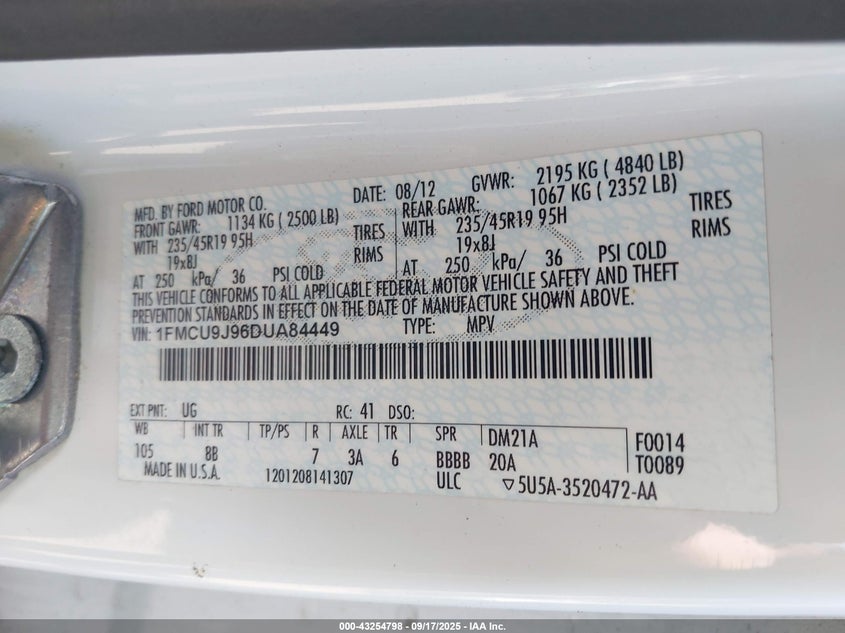 MFD. BY FORD MOTOR CO. DATE: 08/12 GVWR: 2195 KG ( 4840 LB)
FRONT GAWR: 1134 KG ( 2500 LB) REAR GAWR: 1067 KG ( 2352 LB)
WITH 235/45R19 95H TIRES WITH 235/45R19 95H TIRES
19x8J RIMS 19x8J RIMS
AT 250 kPa/ 36 PSI COLD AT 250 kPa/ 36 PSI COLD
THIS VEHICLE CONFORMS TO ALL APPLICABLE FEDERAL MOTOR VEHICLE SAFETY AND THEFT
PREVENTION STANDARDS IN EFFECT ON THE DATE OF MANUFACTURE SHOWN ABOVE.
VIN: 1FMCU9J96DUA84449 TYPE: MPV
EXT PNT: UG RC: 41 DSO:
WB INT TR TP/PS R AXLE TR SPR DM21A F0014
105 8B 7 3A 6 BBBB 20A T0089
MADE IN U.S.A. 1201208141307 ULC ▽5U5A-3520472-AA
000-43254798 - 09/17/2025 - IAA Inc.